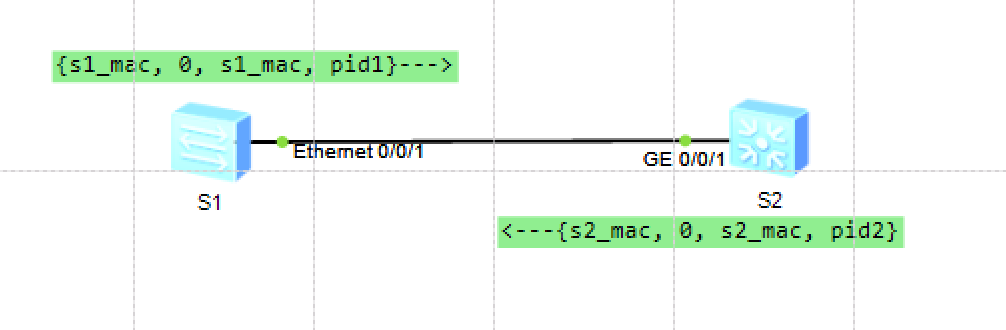 {s1_mac, 0, s1_mac, pid1}--->
Ethernet 0/0/1
GE 0/0/1
S1
S2
<---{s2_mac, 0, s2_mac, pid2}